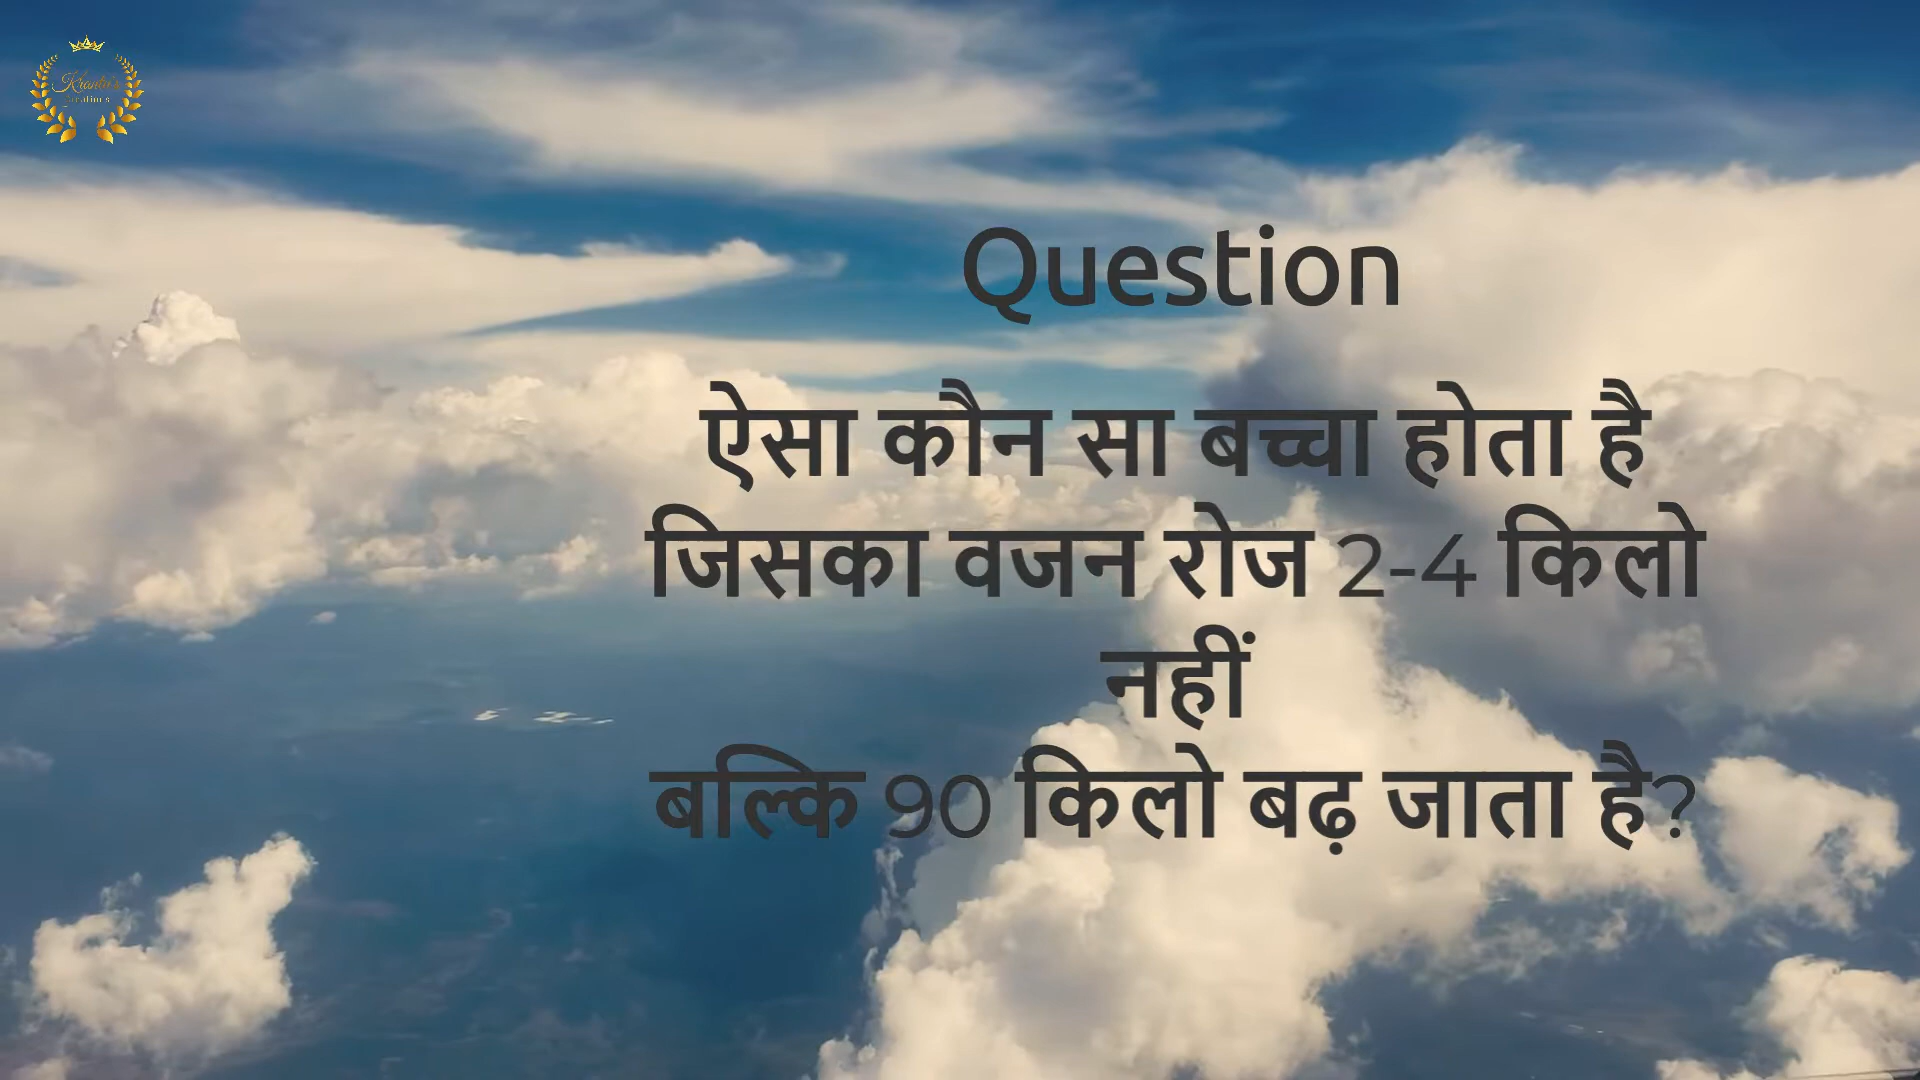 Question
ऐसा कौन सा बच्चा होता है
जिसका वजन रोज 2-4 किलो
नहीं
बल्कि 90 किलो बढ़ जाता है?